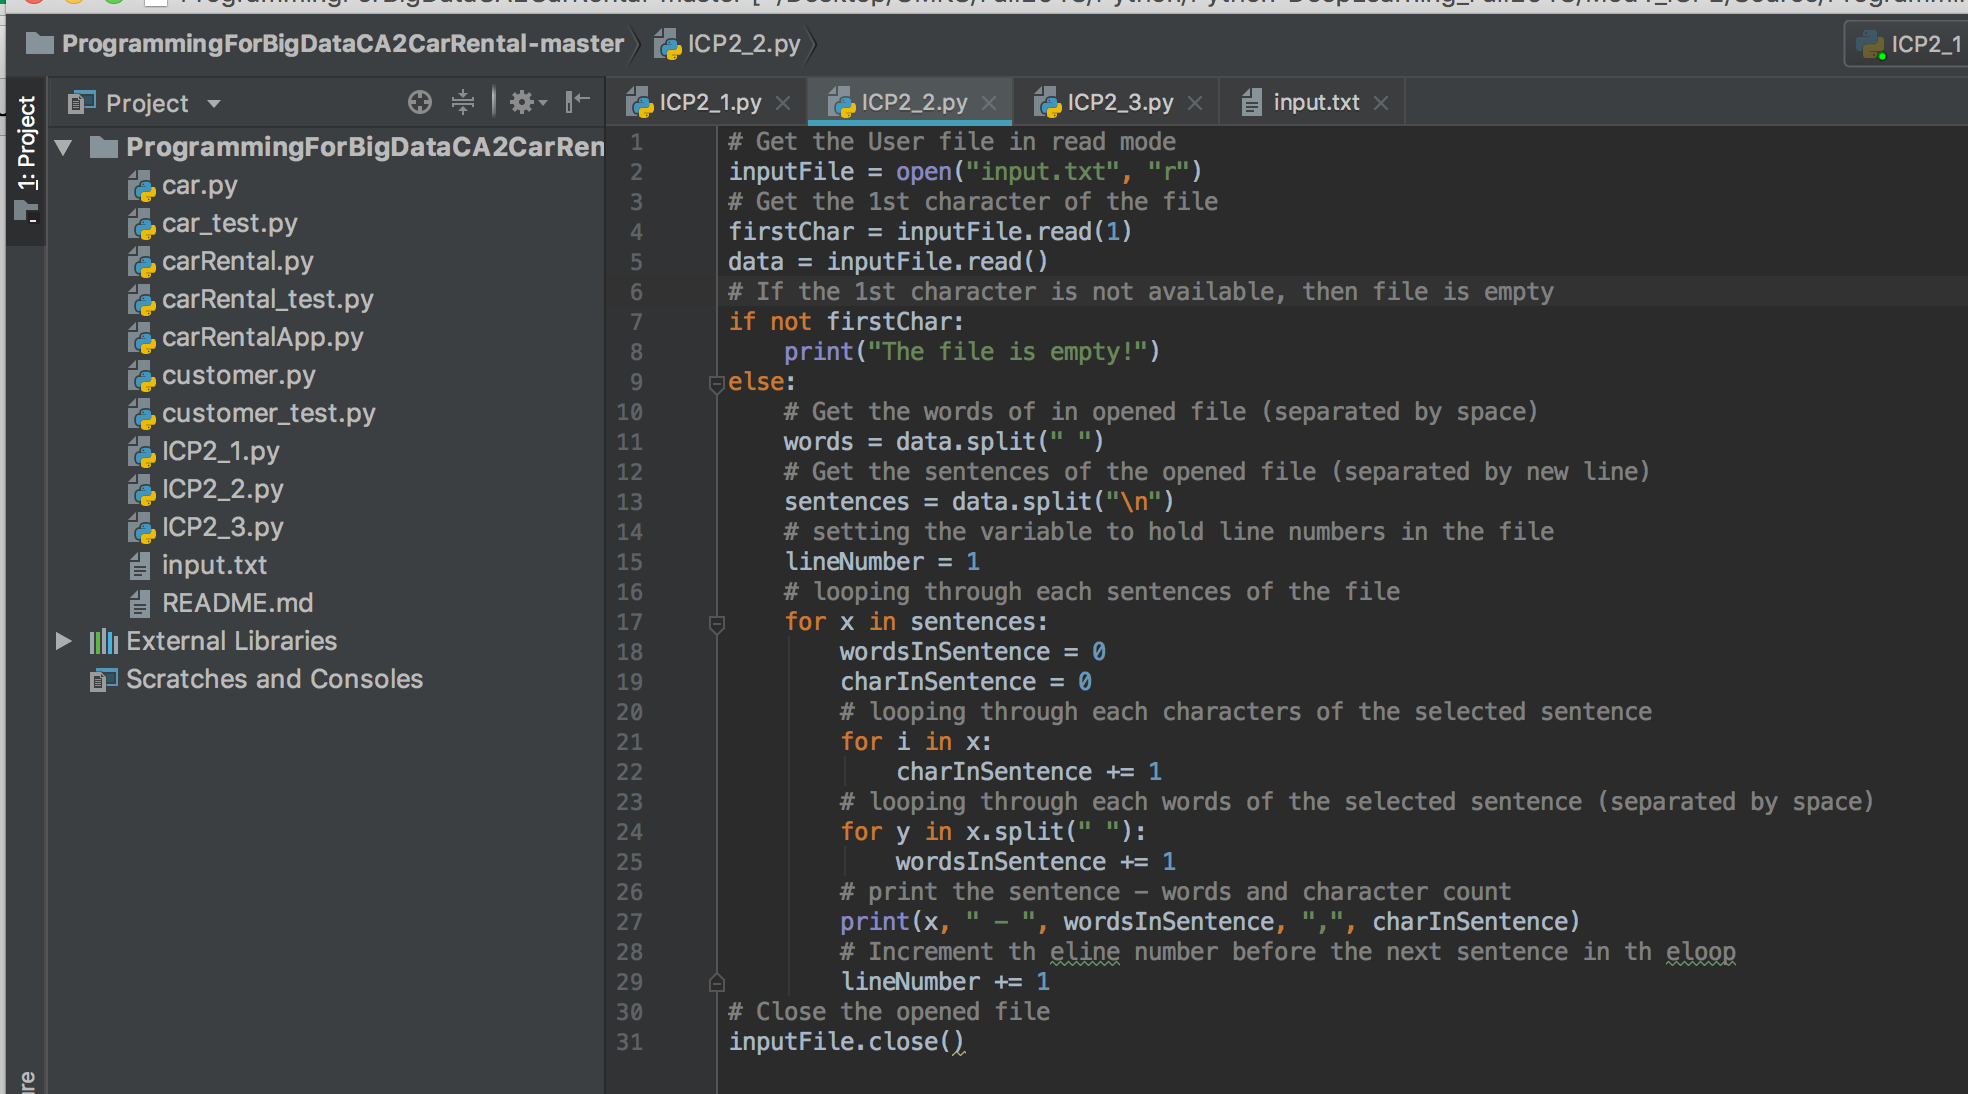 ProgrammingForBigDataCA2CarRental-master
ICP2_2.py
ICP2_1
1: Project
Project
ICP2_1.py
ICP2_2.py
ICP2_3.py
input.txt
ProgrammingForBigDataCA2CarRen
car.py
car_test.py
carRental.py
carRental_test.py
carRentalApp.py
customer.py
customer_test.py
ICP2_1.py
ICP2_2.py
ICP2_3.py
input.txt
README.md
External Libraries
Scratches and Consoles
1 # Get the User file in read mode
2 inputFile = open("input.txt", "r")
3 # Get the 1st character of the file
4 firstChar = inputFile.read(1)
5 data = inputFile.read()
6 # If the 1st character is not available, then file is empty
7 if not firstChar:
8     print("The file is empty!")
9 else:
10     # Get the words of in opened file (separated by space)
11     words = data.split(" ")
12     # Get the sentences of the opened file (separated by new line)
13     sentences = data.split("\n")
14     # setting the variable to hold line numbers in the file
15     lineNumber = 1
16     # looping through each sentences of the file
17     for x in sentences:
18         wordsInSentence = 0
19         charInSentence = 0
20         # looping through each characters of the selected sentence
21         for i in x:
22             charInSentence += 1
23         # looping through each words of the selected sentence (separated by space)
24         for y in x.split(" "):
25             wordsInSentence += 1
26         # print the sentence - words and character count
27         print(x, " - ", wordsInSentence, ",", charInSentence)
28         # Increment th eline number before the next sentence in th eloop
29         lineNumber += 1
30 # Close the opened file
31 inputFile.close()